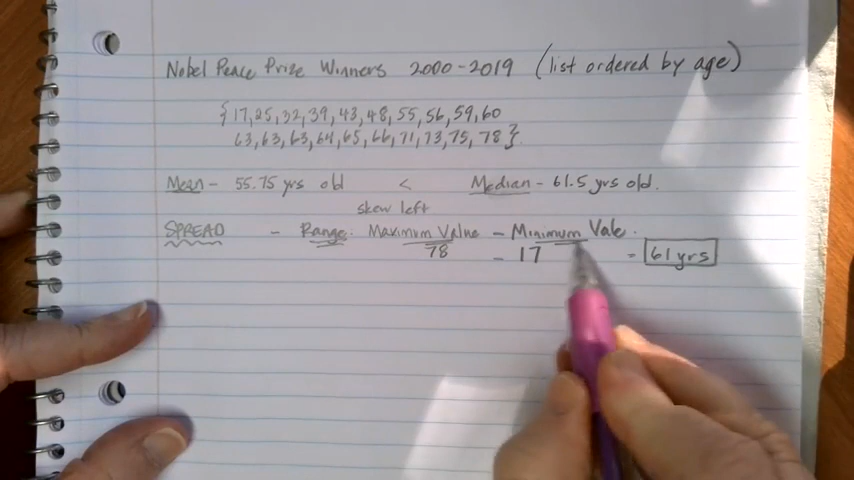 Nobel Peace Prize Winners 2000-2019 (list ordered by age)
{17,25,32,39,43,48,55,56,59,60
63,63,63,64,65,66,71,73,75,78}
Mean - 55.75 yrs old < Median - 61.5 yrs old.
skew left
SPREAD - Range. Maximum Value - Minimum Vale.
78 - 17 = 61 yrs